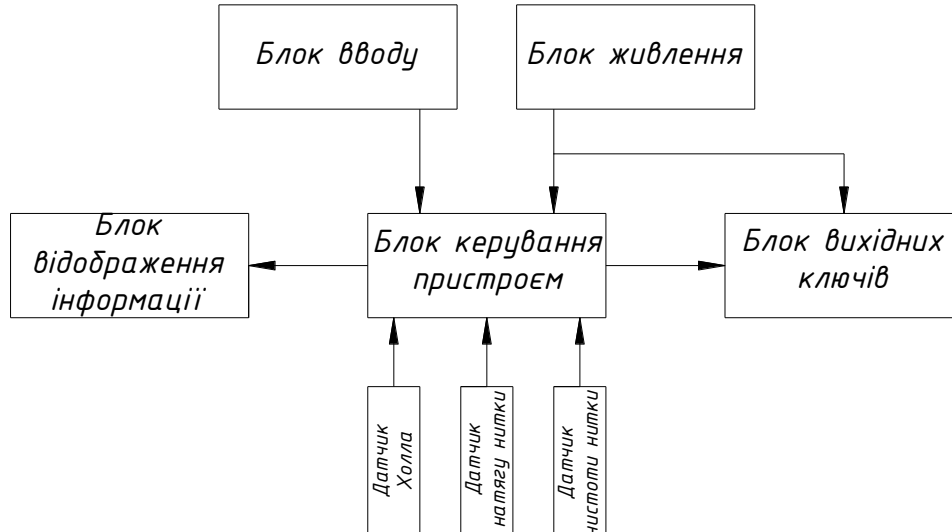 Блок вводу
Блок живлення
Блок
відображення
інформації
Блок керування
пристроєм
Блок вихідних
ключів
Датчик
Холла
Датчик
натягу нитки
Датчик
чистоти нитки